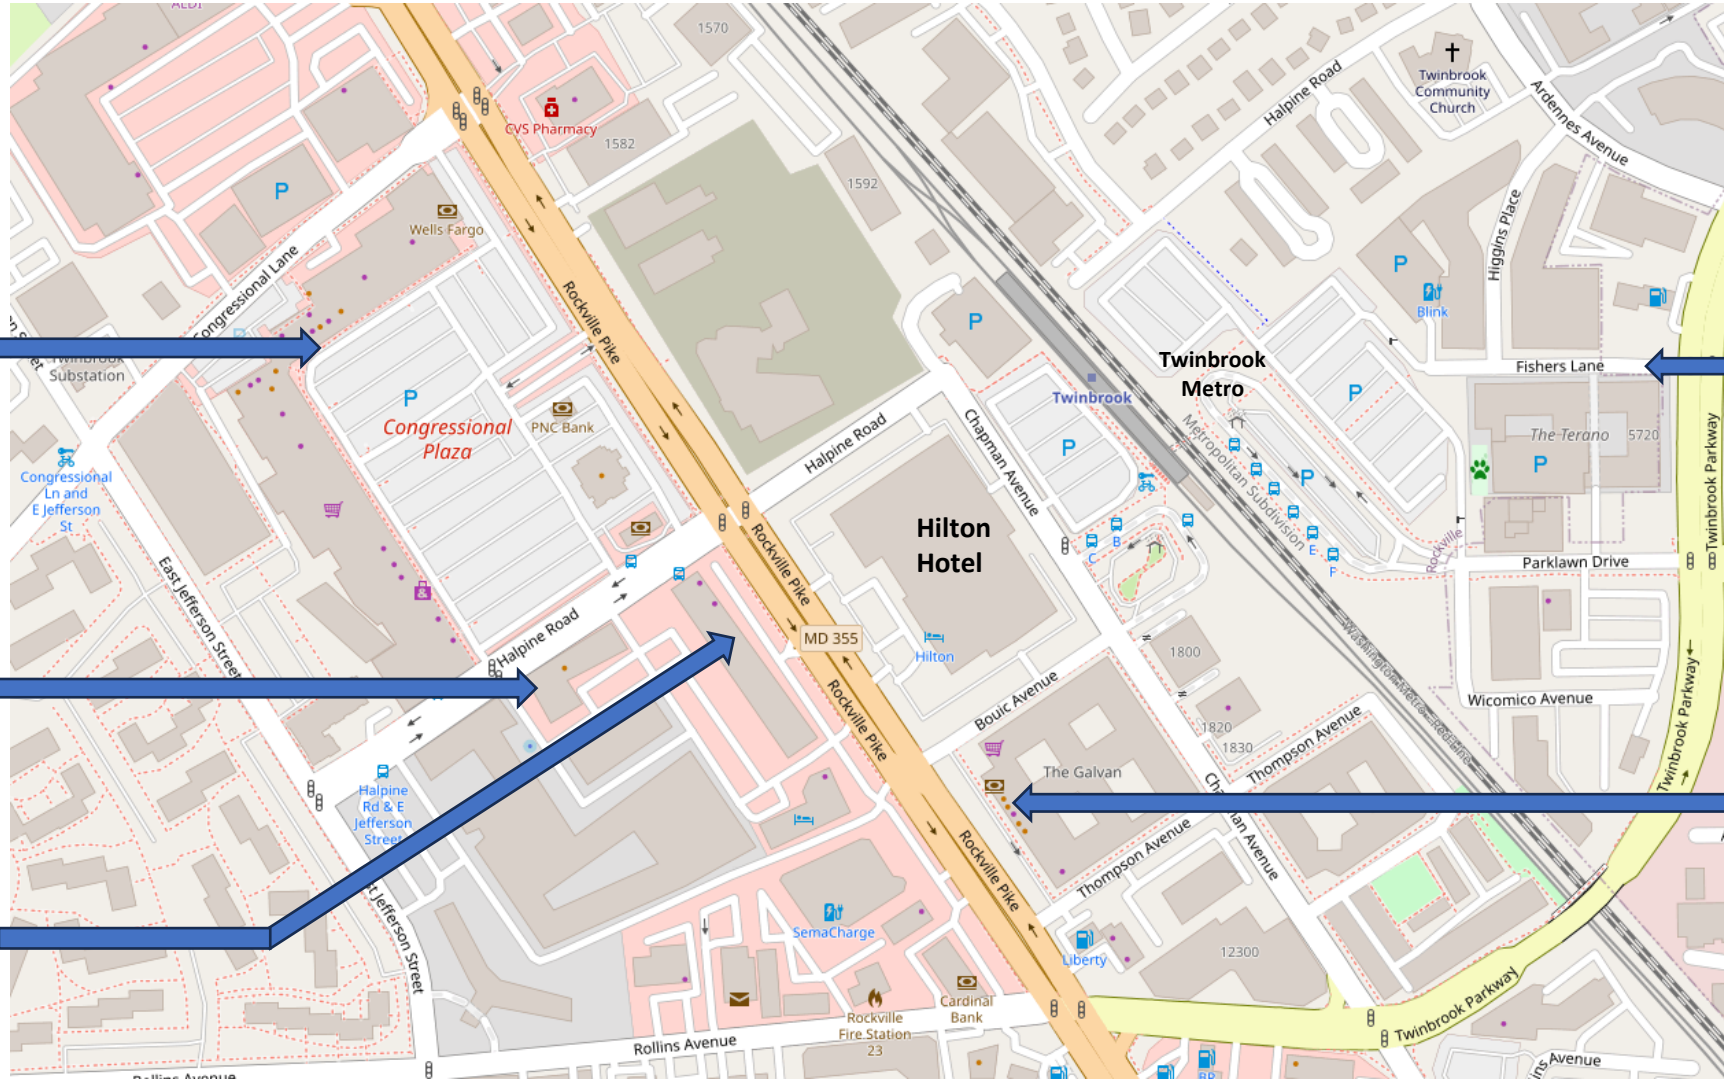 ALDI
1570
CVS Pharmacy
1582
1592
Halpine Road
Twinbrook
Community
Church
Ardennes Avenue
P
Wells Fargo
Congressional Lane
Twinbrook
Substation
Rockville Pike
P
P
Higgins Place
Blink
P
Congressional
Plaza
PNC Bank
Twinbrook
Twinbrook
Metro
P
Fishers Lane
The Terano
5720
P
Twinbrook Parkway
Congressional
Ln and
E Jefferson
St
Halpine Road
Chapman Avenue
P
Metropolitan Subdivision
P
Hilton
Hotel
C
B
E
F
Rockville
Parklawn Drive
East Jefferson Street
Halpine Road
Rockville Pike
MD 355
Hilton
1800
Washington Metro - Red Line
Wicomico Avenue
Bouic Avenue
Rockville Pike
1820
1830
Thompson Avenue
Twinbrook Parkway
The Galvan
Halpine
Rd & E
Jefferson
Street
Rockville Pike
Thompson Avenue
SemaCharge
Liberty
12300
Cardinal
Bank
Rockville
Fire Station
23
Rollins Avenue
Twinbrook Parkway
Rollins Avenue
BP
Avenue